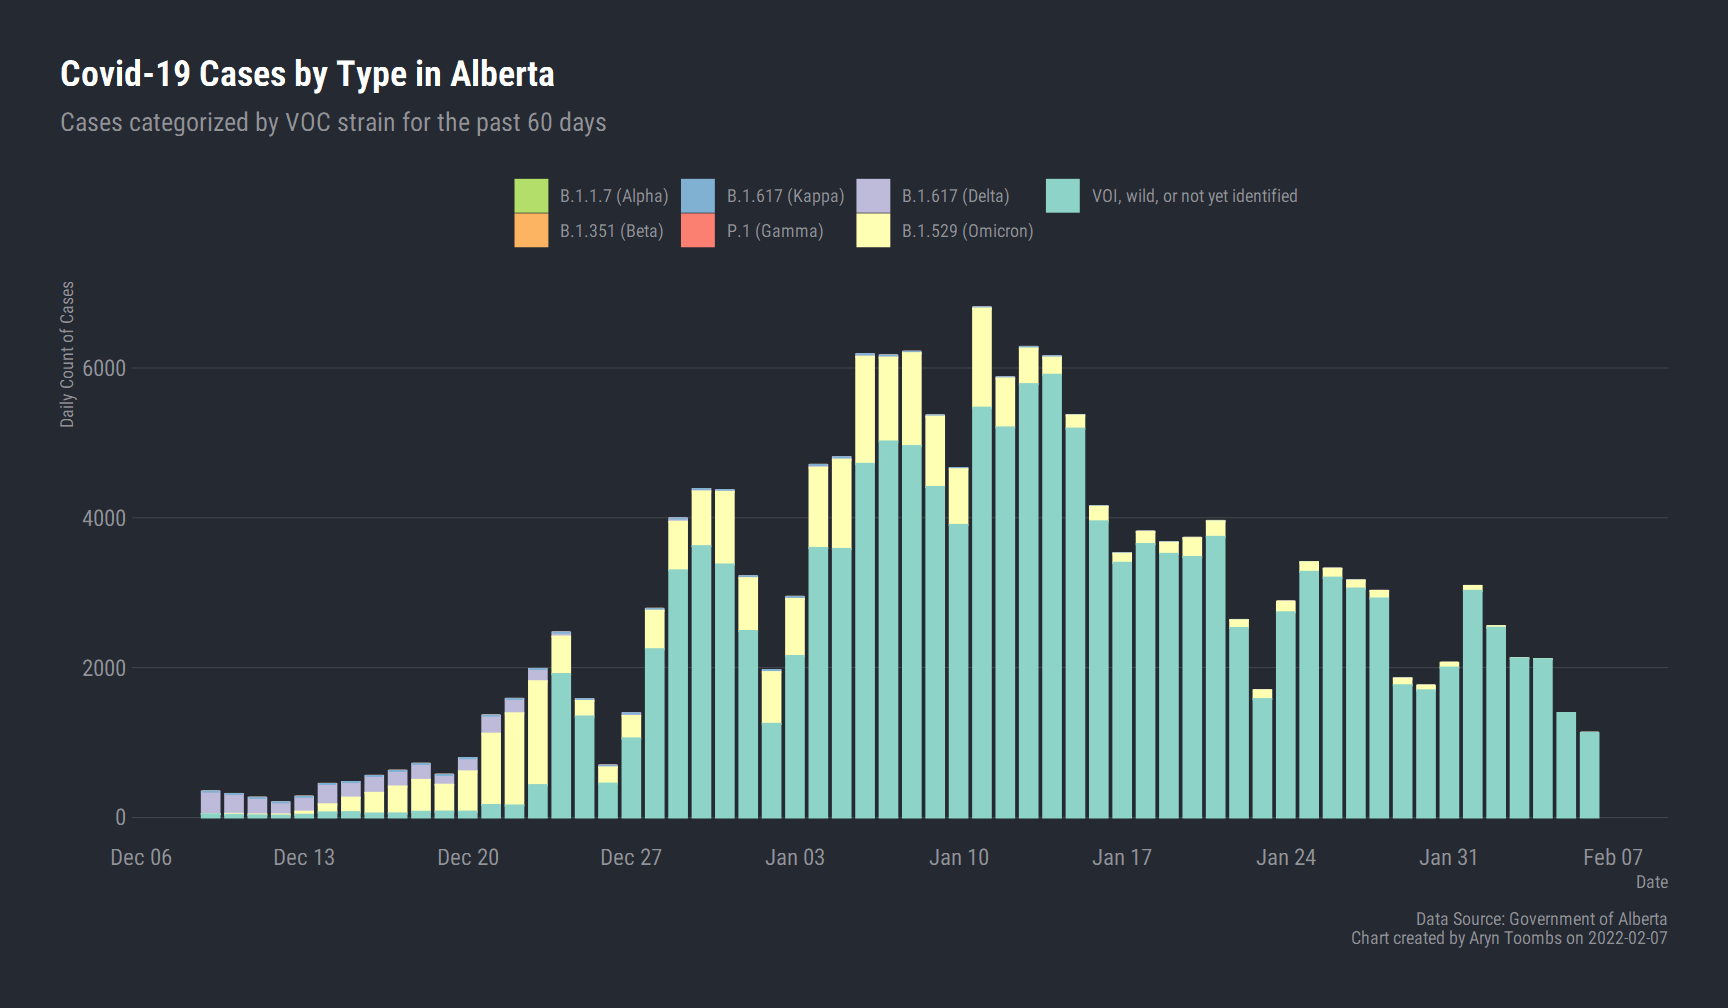 Covid-19 Cases by Type in Alberta
Cases categorized by VOC strain for the past 60 days
B.1.1.7 (Alpha) B.1.617 (Kappa) B.1.617 (Delta) VOI, wild, or not yet identified
B.1.351 (Beta) P.1 (Gamma) B.1.529 (Omicron)
Daily Count of Cases
6000
4000
2000
0
Dec 06 Dec 13 Dec 20 Dec 27 Jan 03 Jan 10 Jan 17 Jan 24 Jan 31 Feb 07
Date
Data Source: Government of Alberta
Chart created by Aryn Toombs on 2022-02-07